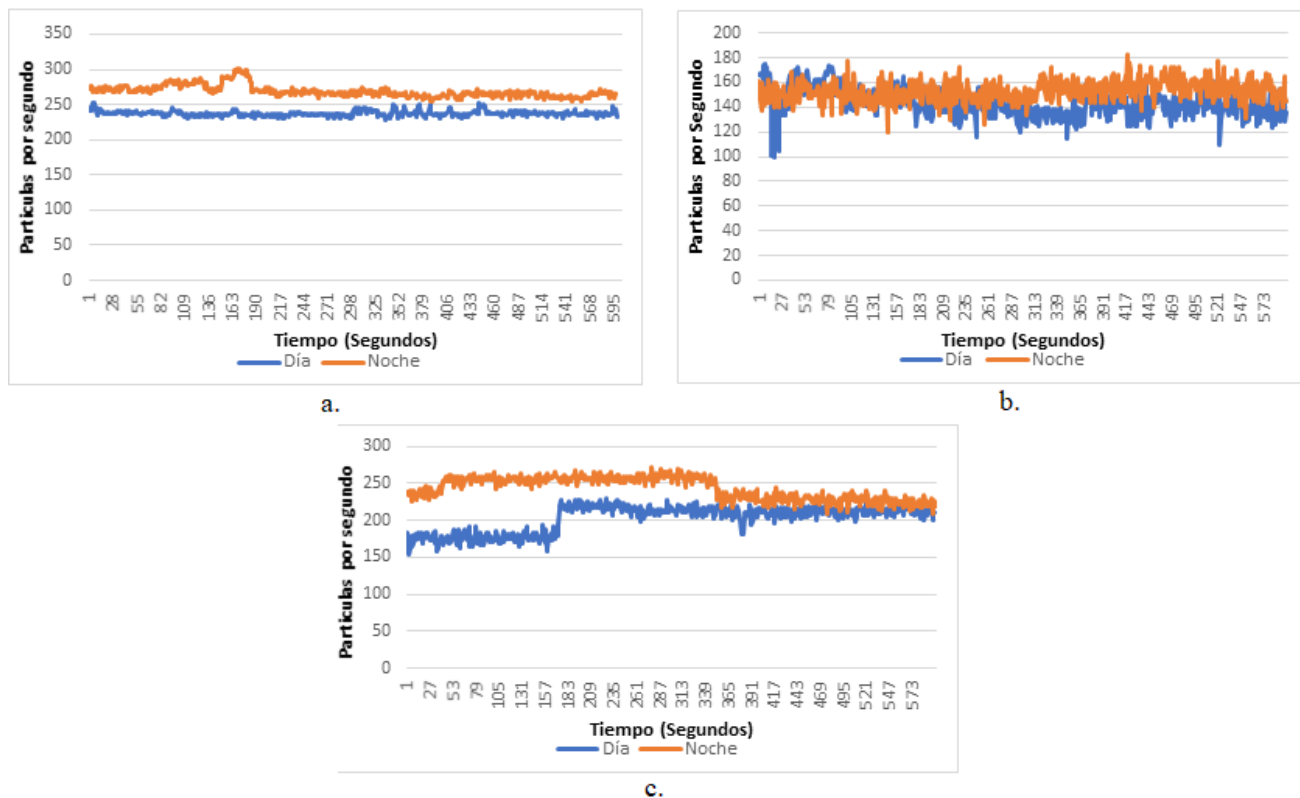 350
300
250
200
150
100
50
0
Particulas por segundo
1 28 55 82 109 136 163 190 217 244 271 298 325 352 379 406 433 460 487 514 541 568 595
Tiempo (Segundos)
Día Noche
a.
200
180
160
140
120
100
80
60
40
20
0
Particulas por Segundo
1 27 53 79 105 131 157 183 209 235 261 287 313 339 365 391 417 443 469 495 521 547 573
Tiempo (Segundos)
Día Noche
b.
300
250
200
150
100
50
0
Particulas por segundo
1 27 53 79 105 131 157 183 209 235 261 287 313 339 365 391 417 443 469 495 521 547 573
Tiempo (Segundos)
Día Noche
c.